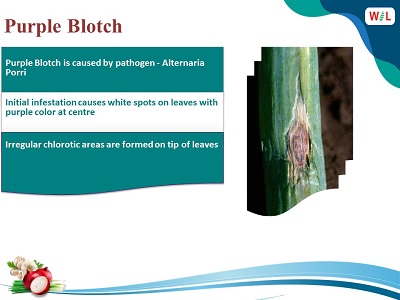 Purple Blotch
WIL
Purple Blotch is caused by pathogen - Alternaria
Porri
Initial infestation causes white spots on leaves with
purple color at centre
Irregular chlorotic areas are formed on tip of leaves